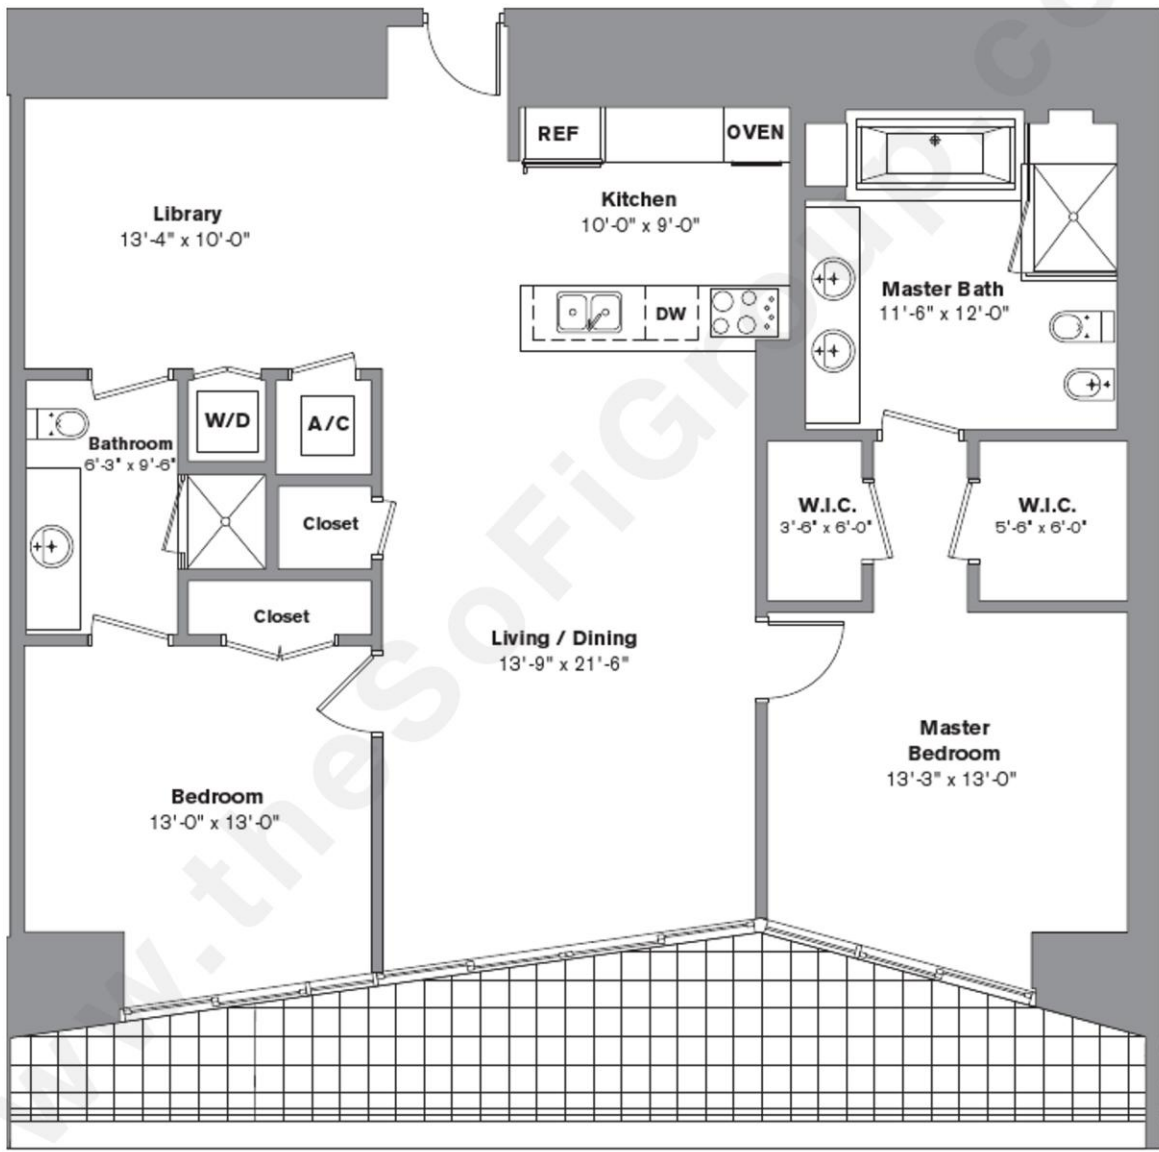 REF
OVEN
Library
13'-4" x 10'-0"
Kitchen
10'-0" x 9'-0"
Master Bath
11'-6" x 12'-0"
DW
W/D
A/C
Bathroom
6'-3" x 9'-6"
Closet
W.I.C.
3'-6" x 6'-0"
W.I.C.
5'-6" x 6'-0"
Closet
Living / Dining
13'-9" x 21'-6"
Master
Bedroom
13'-3" x 13'-0"
Bedroom
13'-0" x 13'-0"
www.theSoFiGroup.co